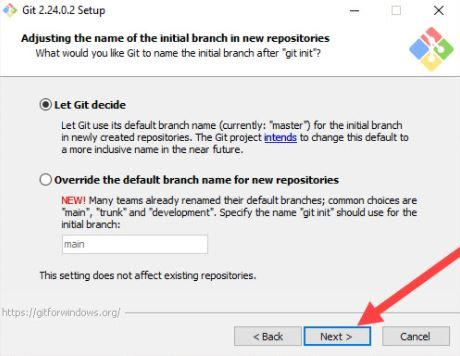 Git 2.24.0.2 Setup
Adjusting the name of the initial branch in new repositories
What would you like Git to name the initial branch after "git init"?
Let Git decide
Let Git use its default branch name (currently: "master") for the initial branch
in newly created repositories. The Git project intends to change this default to
a more inclusive name in the near future.
Override the default branch name for new repositories
NEW! Many teams already renamed their default branches; common choices are
"main", "trunk" and "development". Specify the name "git init" should use for the
initial branch:
main
This setting does not affect existing repositories.
https://gitforwindows.org/
< Back
Next >
Cancel